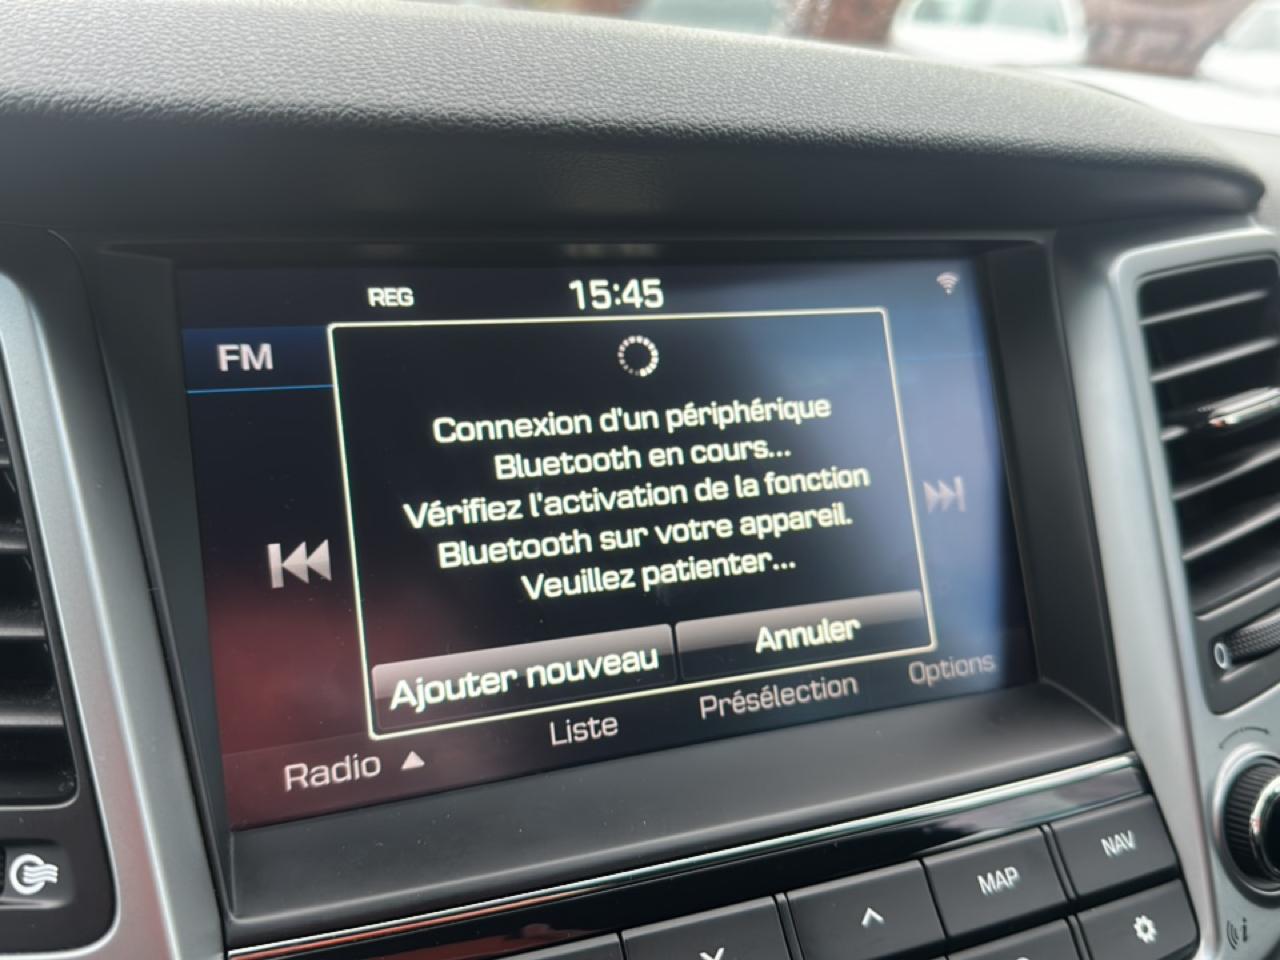 REG
15:45
FM
Connexion d'un périphérique
Bluetooth en cours...
Vérifiez l'activation de la fonction
Bluetooth sur votre appareil.
Veuillez patienter...
Ajouter nouveau
Annuler
Radio
Liste
Présélection
Options
MAP
NAV
0